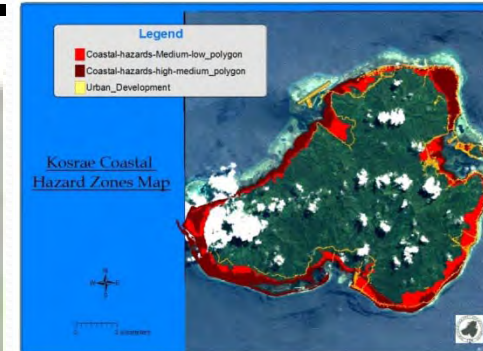 Legend
Coastal-hazards-Medium-low_polygon
Coastal-hazards-high-medium_polygon
Urban_Development
Kosrae Coastal
Hazard Zones Map